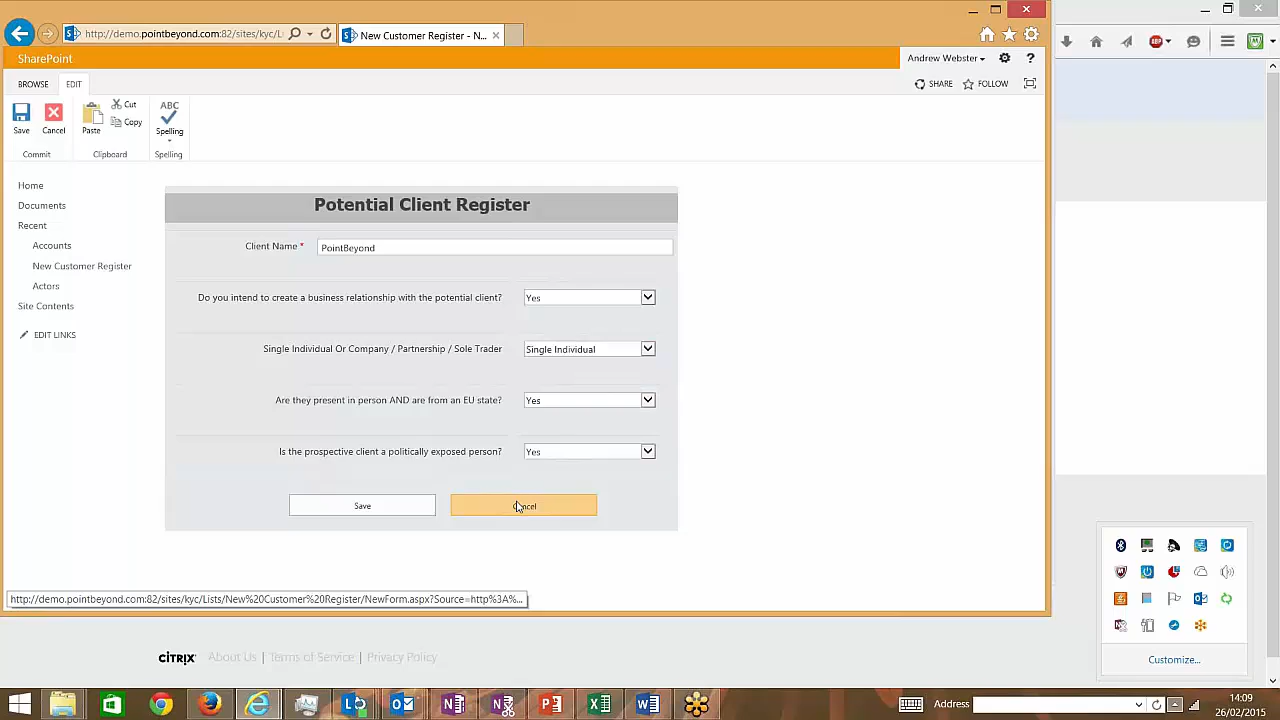 http://demo.pointbeyond.com:82/sites/kyc/Li
New Customer Register - N...
SharePoint
Andrew Webster
BROWSE
EDIT
SHARE
FOLLOW
Save
Cancel
Paste
Cut
Copy
ABC
Spelling
Commit
Clipboard
Spelling
Home
Documents
Recent
Accounts
New Customer Register
Actors
Site Contents
EDIT LINKS
Potential Client Register
Client Name * PointBeyond
Do you intend to create a business relationship with the potential client? Yes
Single Individual Or Company / Partnership / Sole Trader Single Individual
Are they present in person AND are from an EU state? Yes
Is the prospective client a politically exposed person? Yes
Save
http://demo.pointbeyond.com:82/sites/kyc/Lists/New%20Customer%20Register/NewForm.aspx?Source=http%3A%...
Customize...
CITRIX About Us | Terms of Service | Privacy Policy
Address
14:09
26/02/2015